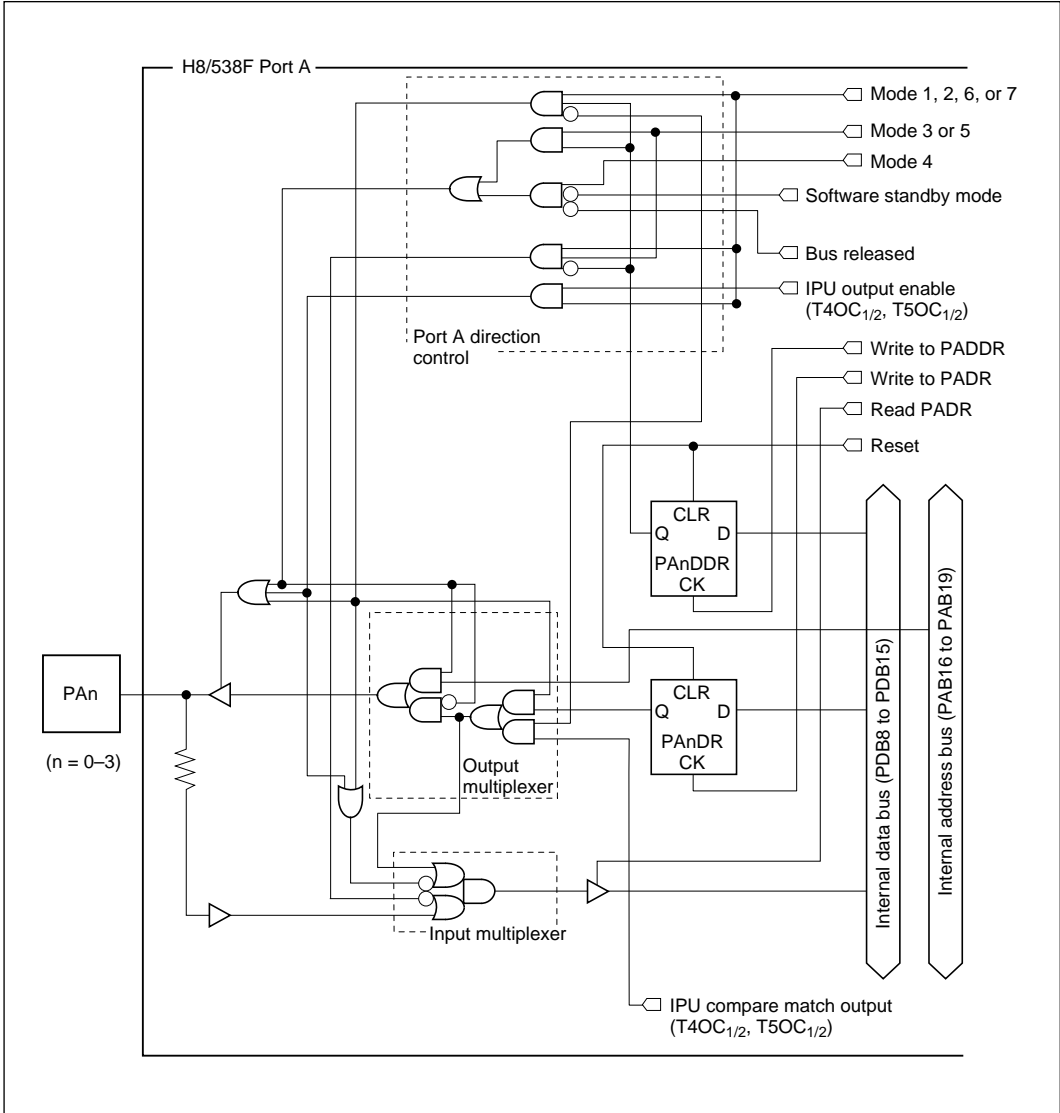 H8/538F Port A
Mode 1, 2, 6, or 7
Mode 3 or 5
Mode 4
Software standby mode
Bus released
IPU output enable
(T4OC1/2, T5OC1/2)
Port A direction
control
Write to PADDR
Write to PADR
Read PADR
Reset
CLR
Q D
PAnDDR
CK
Internal data bus (PDB8 to PDB15)
Internal address bus (PAB16 to PAB19)
PAn
(n = 0–3)
CLR
Q D
PAnDR
CK
Output
multiplexer
Input multiplexer
IPU compare match output
(T4OC1/2, T5OC1/2)